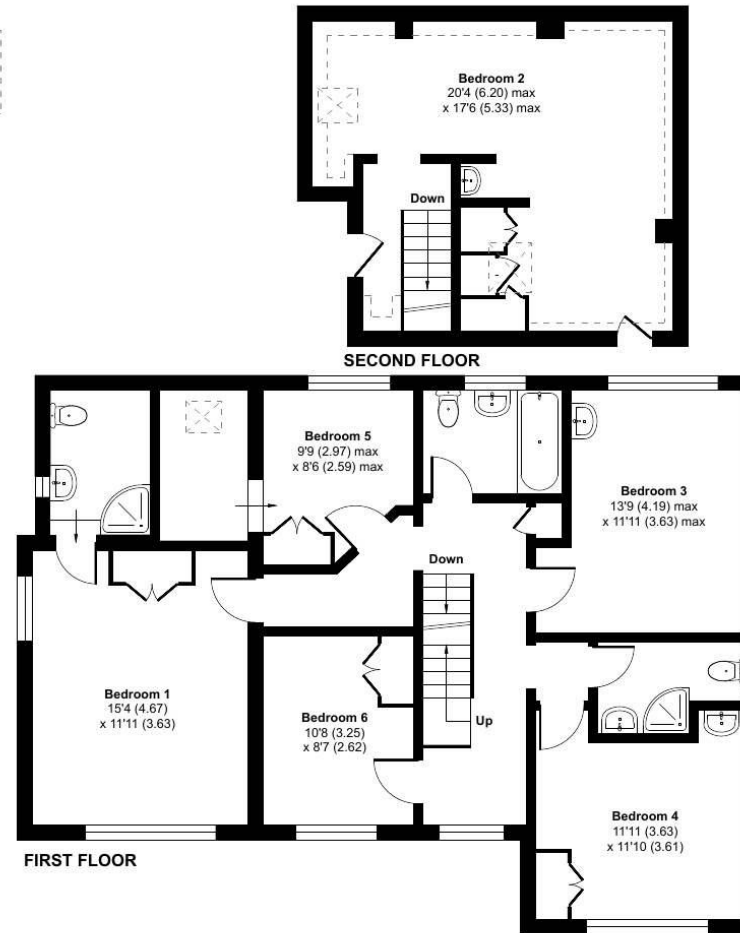 Bedroom 2
20'4 (6.20) max
x 17'6 (5.33) max
Down
SECOND FLOOR
Bedroom 5
9'9 (2.97) max
x 8'6 (2.59) max
Bedroom 3
13'9 (4.19) max
x 11'11 (3.63) max
Down
Bedroom 1
15'4 (4.67)
x 11'11 (3.63)
Bedroom 6
10'8 (3.25)
x 8'7 (2.62)
Up
Bedroom 4
11'11 (3.63)
x 11'10 (3.61)
FIRST FLOOR